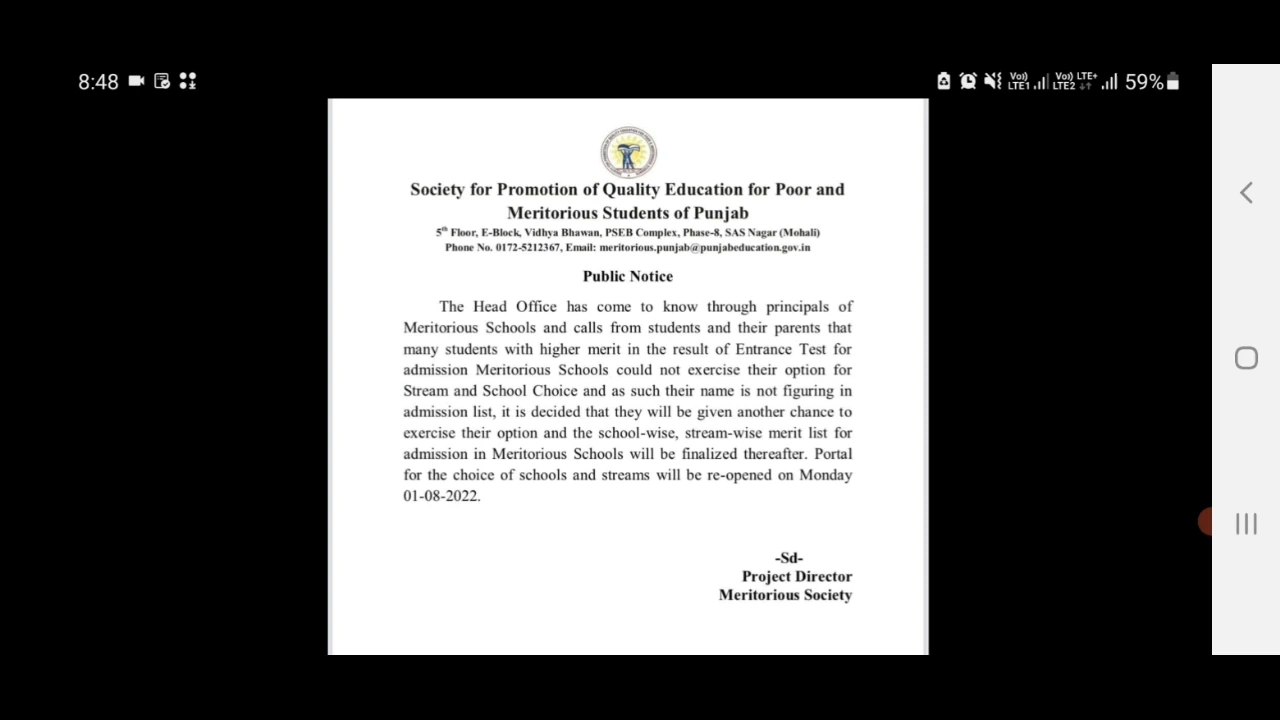 8:48
Vo)) LTE1 Vo)) LTE2 LTE+ 59%
Society for Promotion of Quality Education for Poor and
Meritorious Students of Punjab
5th Floor, E-Block, Vidhya Bhawan, PSEB Complex, Phase-8, SAS Nagar (Mohali)
Phone No. 0172-5212367, Email: meritorious.punjab@punjabeducation.gov.in
Public Notice
The Head Office has come to know through principals of
Meritorious Schools and calls from students and their parents that
many students with higher merit in the result of Entrance Test for
admission Meritorious Schools could not exercise their option for
Stream and School Choice and as such their name is not figuring in
admission list, it is decided that they will be given another chance to
exercise their option and the school-wise, stream-wise merit list for
admission in Meritorious Schools will be finalized thereafter. Portal
for the choice of schools and streams will be re-opened on Monday
01-08-2022.
-Sd-
Project Director
Meritorious Society